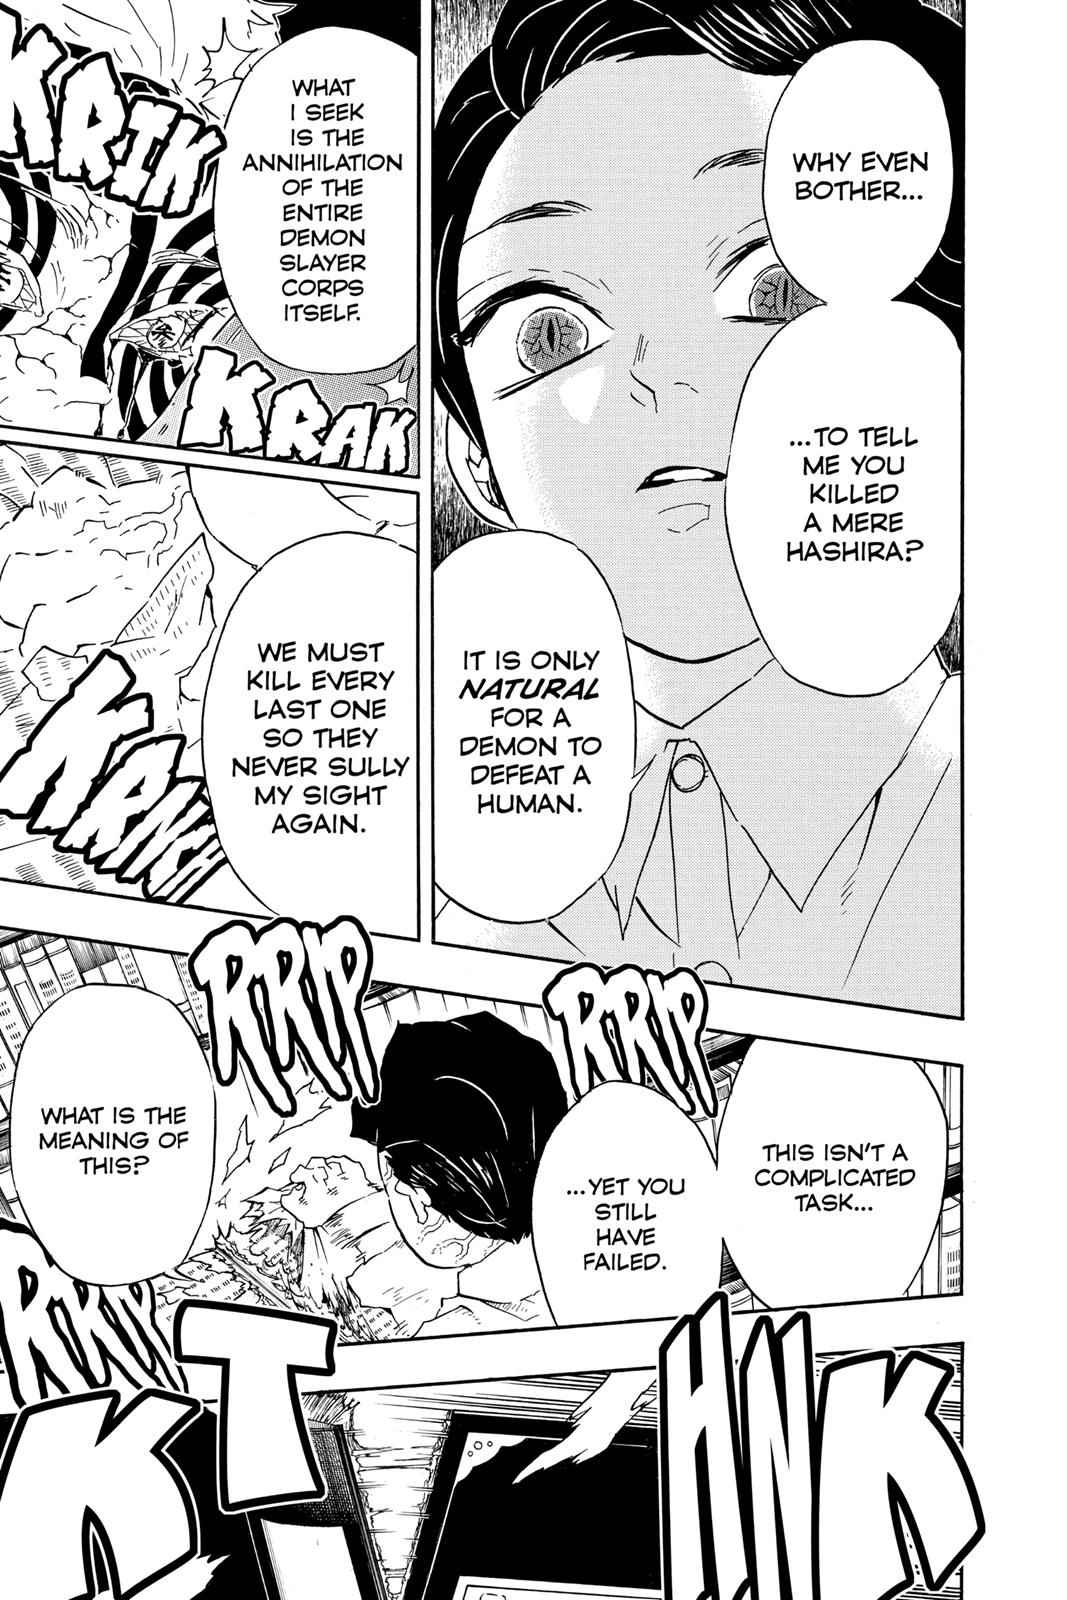 WHY EVEN
BOTHER...
...TO TELL
ME YOU
KILLED
A MERE
HASHIRA?
IT IS ONLY
NATURAL
FOR A
DEMON TO
DEFEAT A
HUMAN.
WHAT
I SEEK
IS THE
ANNIHILATION
OF THE
ENTIRE
DEMON
SLAYER
CORPS
ITSELF.
KRIK
KRAK
WE MUST
KILL EVERY
LAST ONE
SO THEY
NEVER SULLY
MY SIGHT
AGAIN.
KRNCH
THIS ISN'T A
COMPLICATED
TASK...
...YET YOU
STILL
HAVE
FAILED.
RRIP
RRIP
WHAT IS THE
MEANING OF
THIS?
RRIP
THNK